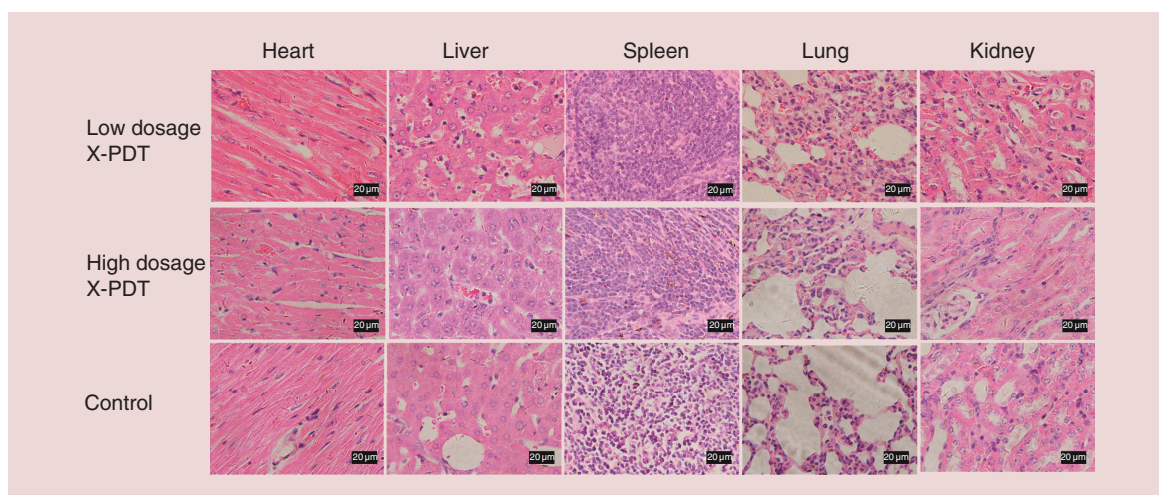 Heart Liver Spleen Lung Kidney
Low dosage
X-PDT
20 µm 20 µm 20 µm 20 µm 20 µm
High dosage
X-PDT
20 µm 20 µm 20 µm 20 µm 20 µm
Control
20 µm 20 µm 20 µm 20 µm 20 µm